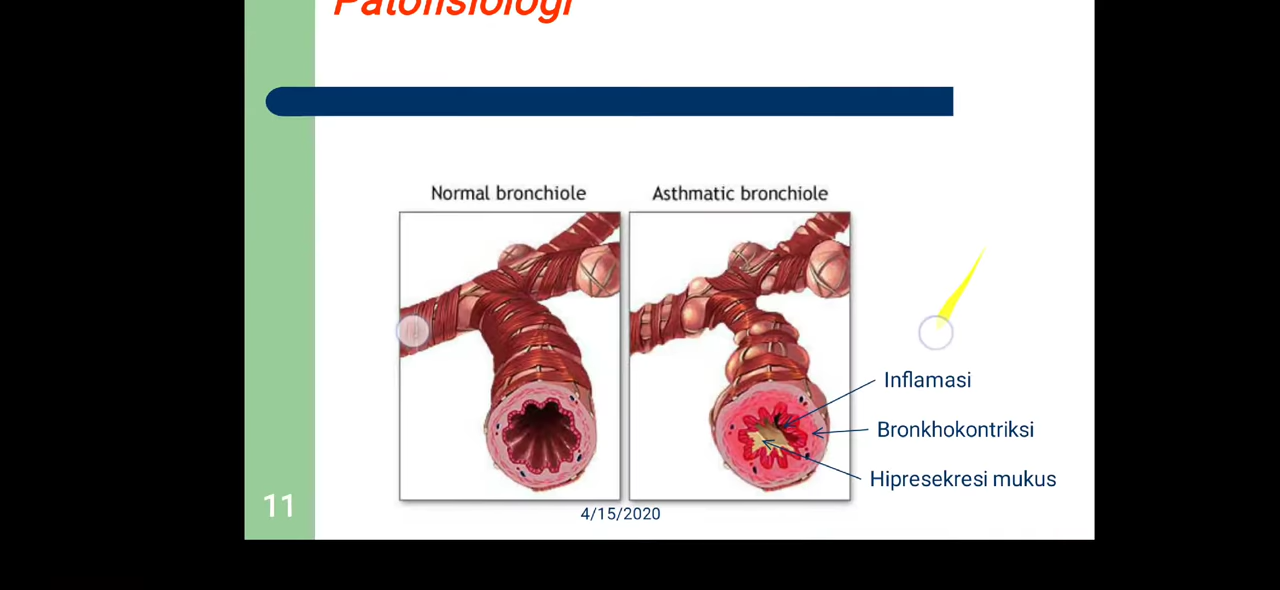 Patofisiologi
Normal bronchiole
Asthmatic bronchiole
Inflamasi
Bronkhokontriksi
Hipresekresi mukus
11
4/15/2020